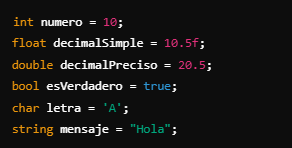 int numero = 10;
float decimalSimple = 10.5f;
double decimalPreciso = 20.5;
bool esVerdadero = true;
char letra = 'A';
string mensaje = "Hola";